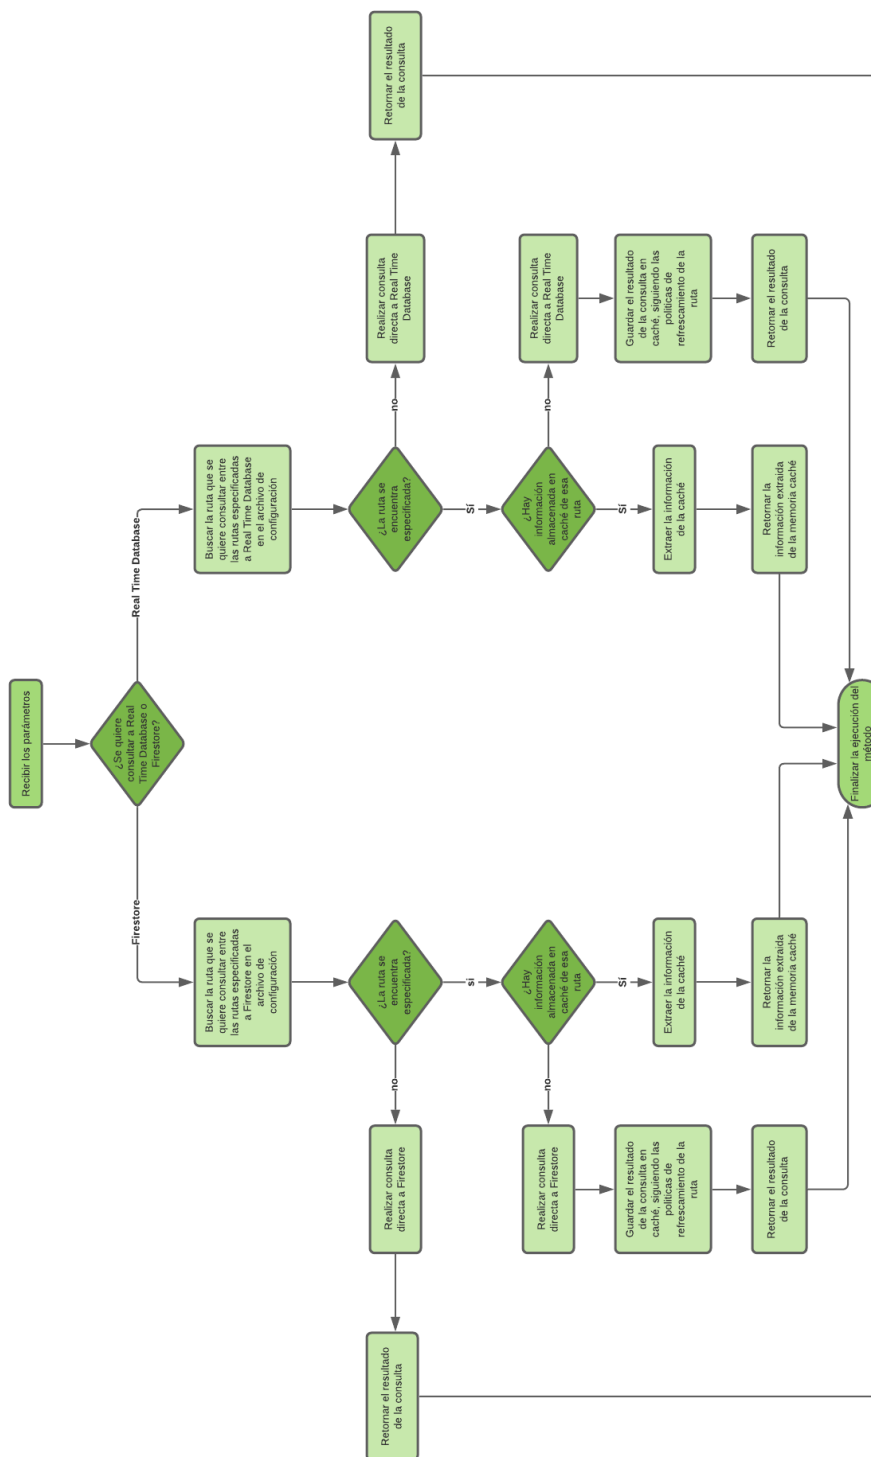 Recibir los parámetros
¿Se quiere
consultar a Real
Time Database o
Firestore?
Firestore
Real Time Database
Buscar la ruta que se
quiere consultar entre
las rutas especificadas
a Firestore en el
archivo de
configuración
Buscar la ruta que se
quiere consultar entre
las rutas especificadas
a Real Time Database
en el archivo de
configuración
Retornar el resultado
de la consulta
Realizar consulta
directa a Firestore
no
¿La ruta se
encuentra
especificada?
¿La ruta se
encuentra
especificada?
no
Realizar consulta
directa a Real Time
Database
Retornar el resultado
de la consulta
si
Sí
Realizar consulta
directa a Firestore
no
¿Hay
información
almacenada en
caché de esa
ruta
¿Hay
información
almacenada en
caché de esa
ruta
no
Realizar consulta
directa a Real Time
Database
Sí
Sí
Guardar el resultado
de la consulta en
caché, siguiendo las
políticas de
refrescamiento de la
ruta
Extraer la información
de la caché
Extraer la información
de la caché
Guardar el resultado
de la consulta en
caché, siguiendo las
políticas de
refrescamiento de la
ruta
Retornar el resultado
de la consulta
Retornar la
información extraida
de la memoria caché
Retornar la
información extraida
de la memoria caché
Retornar el resultado
de la consulta
Finalizar la ejecución del
método